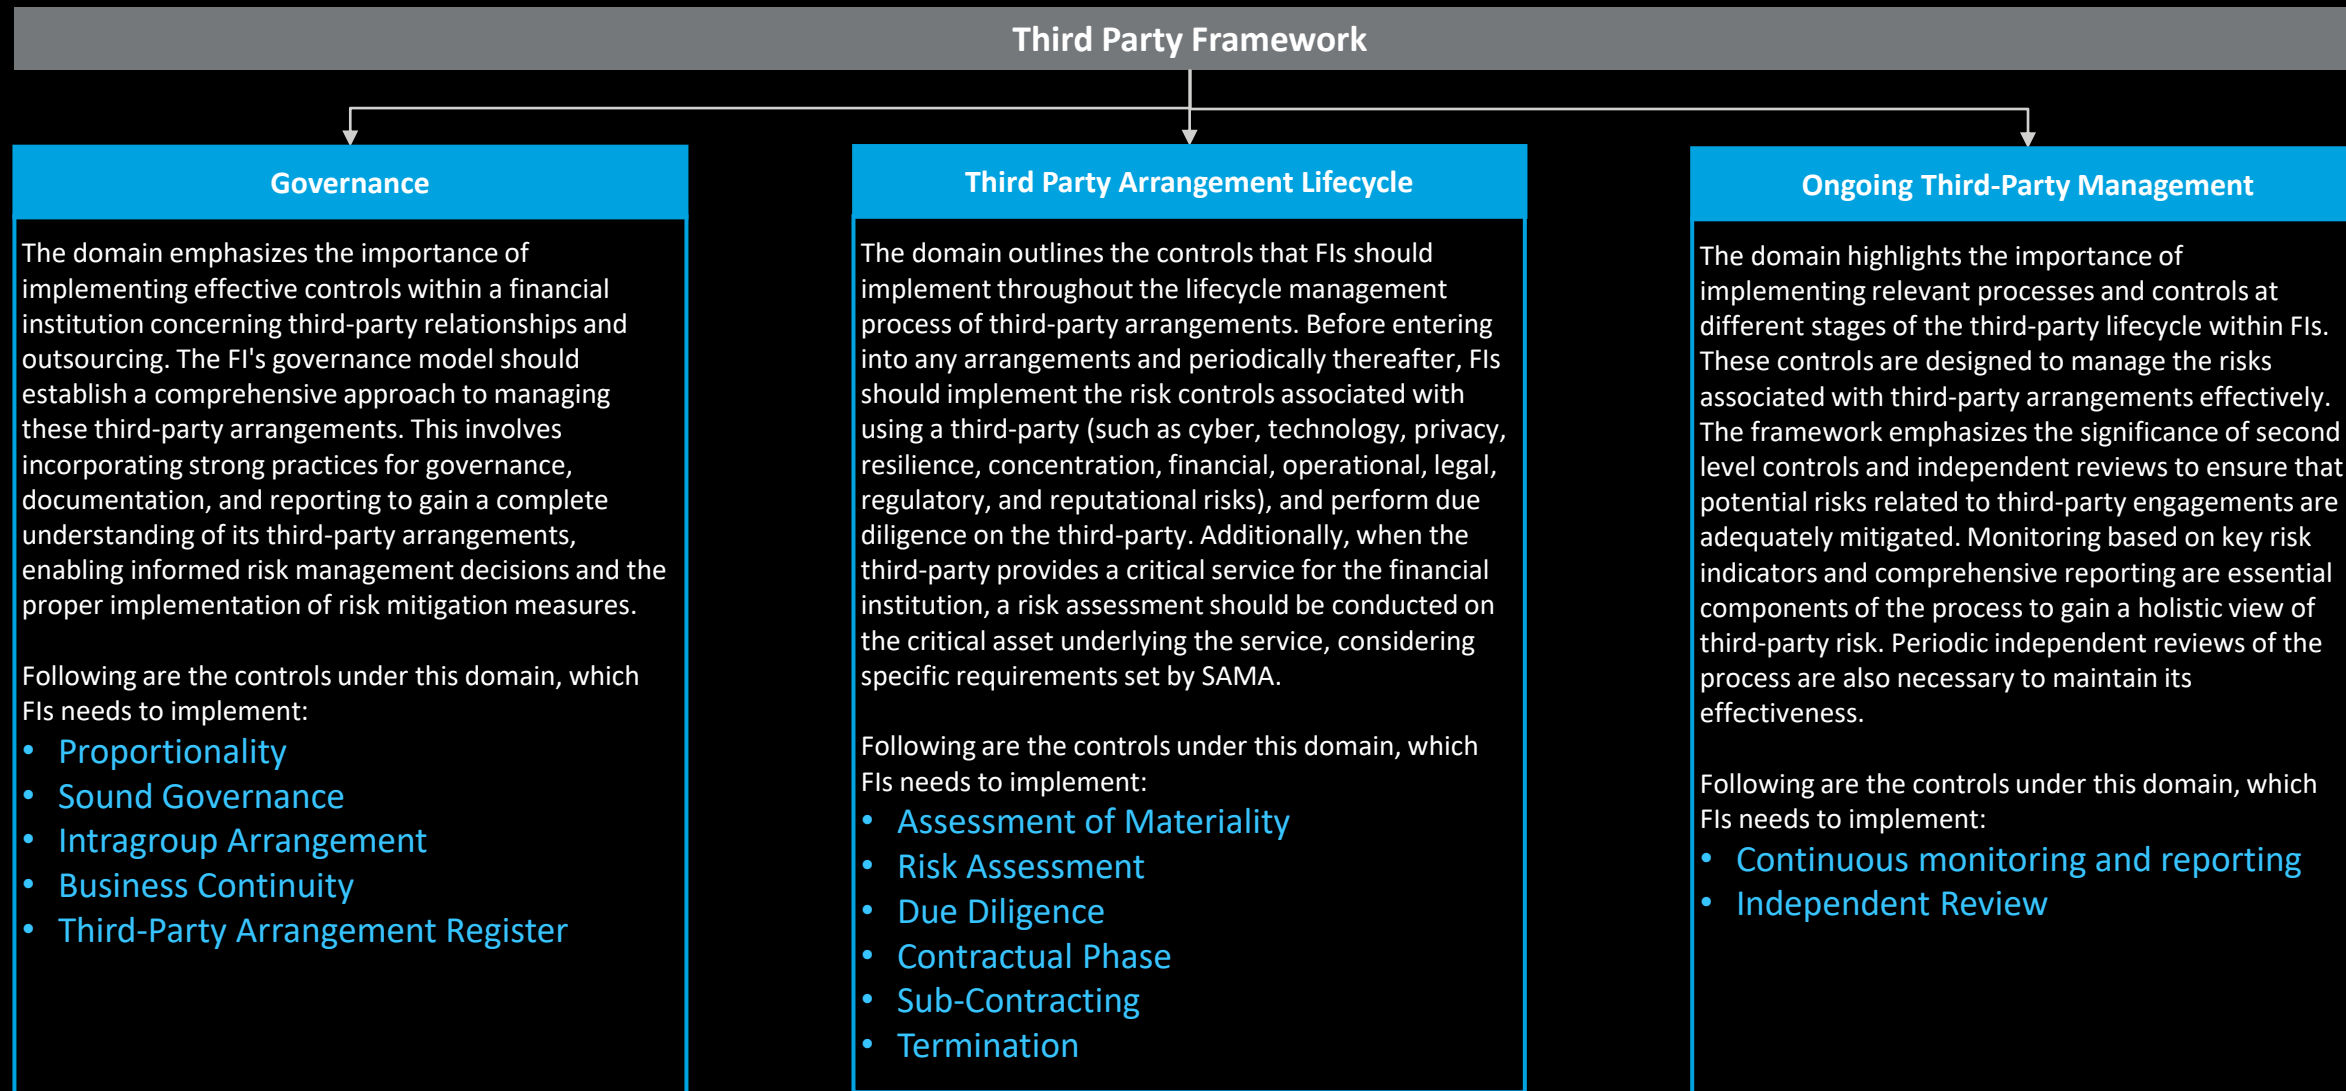 Third Party Framework
Governance
The domain emphasizes the importance of
implementing effective controls within a financial
institution concerning third-party relationships and
outsourcing. The FI's governance model should
establish a comprehensive approach to managing
these third-party arrangements. This involves
incorporating strong practices for governance,
documentation, and reporting to gain a complete
understanding of its third-party arrangements,
enabling informed risk management decisions and the
proper implementation of risk mitigation measures.
Following are the controls under this domain, which
FIs needs to implement:
• Proportionality
• Sound Governance
• Intragroup Arrangement
• Business Continuity
• Third-Party Arrangement Register
Third Party Arrangement Lifecycle
The domain outlines the controls that FIs should
implement throughout the lifecycle management
process of third-party arrangements. Before entering
into any arrangements and periodically thereafter, FIs
should implement the risk controls associated with
using a third-party (such as cyber, technology, privacy,
resilience, concentration, financial, operational, legal,
regulatory, and reputational risks), and perform due
diligence on the third-party. Additionally, when the
third-party provides a critical service for the financial
institution, a risk assessment should be conducted on
the critical asset underlying the service, considering
specific requirements set by SAMA.
Following are the controls under this domain, which
FIs needs to implement:
• Assessment of Materiality
• Risk Assessment
• Due Diligence
• Contractual Phase
• Sub-Contracting
• Termination
Ongoing Third-Party Management
The domain highlights the importance of
implementing relevant processes and controls at
different stages of the third-party lifecycle within FIs.
These controls are designed to manage the risks
associated with third-party arrangements effectively.
The framework emphasizes the significance of second
level controls and independent reviews to ensure that
potential risks related to third-party engagements are
adequately mitigated. Monitoring based on key risk
indicators and comprehensive reporting are essential
components of the process to gain a holistic view of
third-party risk. Periodic independent reviews of the
process are also necessary to maintain its
effectiveness.
Following are the controls under this domain, which
FIs needs to implement:
• Continuous monitoring and reporting
• Independent Review